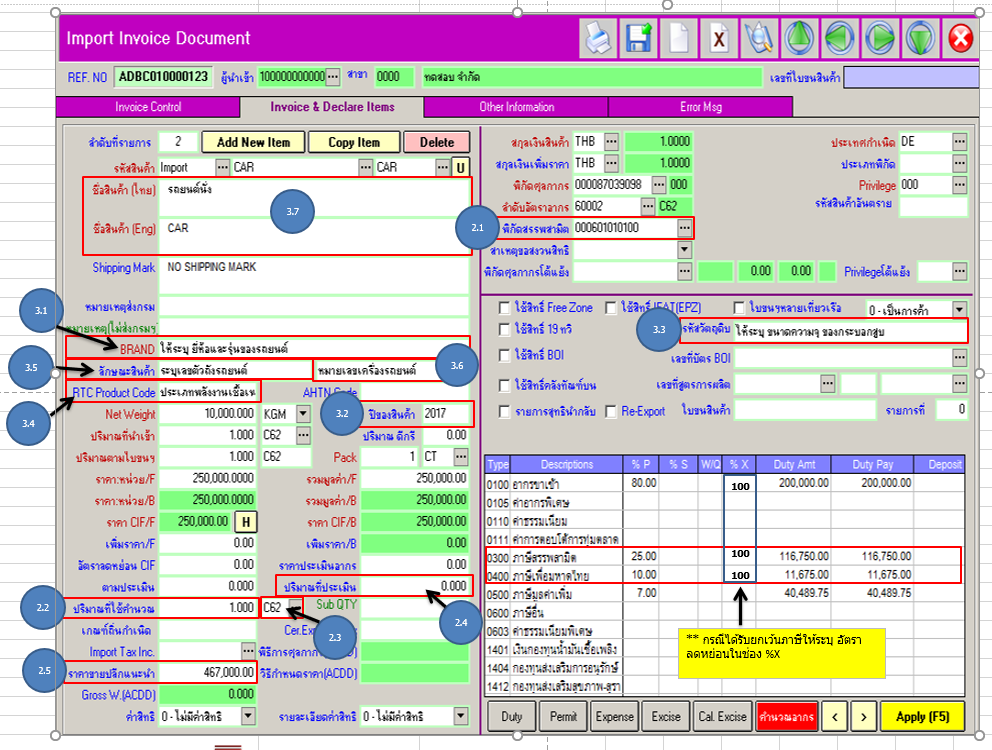 Import Invoice Document
REF. NO ADBC010000123 ผู้นำเข้า 100000000000 ... สาขา 0000 ทดสอบ จำกัด เลขที่ใบขนสินค้า
Invoice Control Invoice & Declare Items Other Information Error Msg
ลำดับที่รายการ 2 Add New Item Copy Item Delete
รหัสสินค้า Import ... CAR ... CAR ... U
ชื่อสินค้า (ไทย) รถยนต์นั่ง
3.7
ชื่อสินค้า (Eng) CAR
Shipping Mark NO SHIPPING MARK
หมายเหตุส่งกรม
3.1
หมายเหตุ(ไม่ส่งกรมฯ)
BRAND ให้ระบุ ยี่ห้อและรุ่นของรถยนต์
3.5 ลักษณะสินค้า ระบุเลขตัวถังรถยนต์ หมายเลขเครื่องรถยนต์ 3.6
3.4 RTC Product Code ประเภทพลังงานเชื้อเพ AHTN Code
Net Weight 10,000.000 KGM 3.2 ปีของสินค้า 2017
ปริมาณที่นำเข้า 1.000 C62 ... ปริมาณ ดีกรี 0.00
ปริมาณตามใบขนฯ 1.000 C62 Pack 1 CT ...
ราคา:หน่วย/F 250,000.0000 รวมมูลค่า/F 250,000.00
ราคา:หน่วย/B 250,000.0000 รวมมูลค่า/B 250,000.00
ราคา CIF/F 250,000.00 H ราคา CIF/B 250,000.00
เพิ่มราคา/F 0.00 เพิ่มราคา/B 0.00
อัตราลดหย่อน CIF 0.00 ราคาประเมินอากร 0.00
ตามประเมิน 0.000 ปริมาณที่ประเมิน 0.000
2.2 ปริมาณที่ใช้คำนวณ 1.000 C62 ... Sub QTY
2.3 2.4
เกณฑ์ถิ่นกำเนิด Cer.Ex
Import Tax Inc. ... พิธีการศุลกา (ACDD)
2.5 ราคาขายปลีกแนะนำ 467,000.00 วิธีกำหนดราคา(ACDD)
Gross W.(ACDD) 0.000
ค่าสิทธิ 0 - ไม่มีค่าสิทธิ รายละเอียดค่าสิทธิ 0 - ไม่มีค่าสิทธิ
สกุลเงินสินค้า THB ... 1.0000 ประเทศกำเนิด DE ...
สกุลเงินเพิ่มราคา THB ... 1.0000 ประเภทพิกัด ...
พิกัดศุลกากร 000087039098 ... 000 Privilege 000 ...
ลำดับอัตราอากร 60002 ... C62 รหัสสินค้าอันตราย
2.1 พิกัดสรรพสามิต 000601010100 ...
สาเหตุขอสงวนสิทธิ
พิกัดศุลกากรโต้แย้ง ... 0.00 0.00 Privilegeโต้แย้ง ...
ใช้สิทธิ Free Zone ใช้สิทธิ IEAT(EPZ) ใบขนฯหลายเที่ยวเรือ 0 - เป็นการค้า
ใช้สิทธิ 19 ทวิ 3.3 รหัสวัตถุดิบ ให้ระบุ ขนาดความจุ ของกระบอกสูบ
ใช้สิทธิ BOI เลขที่บัตร BOI ...
ใช้สิทธิคลังทัณฑ์บน เลขที่สูตรการผลิต ... ...
รายการสุทธินำกลับ Re-Export ใบขนสินค้า รายการที่ 0
Type Descriptions % P % S W/Q % X Duty Amt Duty Pay Deposit
0100 อากรขาเข้า 80.00 100 200,000.00 200,000.00
0105 ค่าอากรพิเศษ
0110 ค่าธรรมเนียม
0111 ค่าการตอบโต้การทุ่มตลาด
0300 ภาษีสรรพสามิต 25.00 100 116,750.00 116,750.00
0400 ภาษีเพื่อมหาดไทย 10.00 100 11,675.00 11,675.00
0500 ภาษีมูลค่าเพิ่ม 7.00 40,489.75 40,489.75
0600 ภาษีอื่น
0603 ค่าธรรมเนียมพิเศษ
1401 เงินกองทุนน้ำมันเชื้อเพลิง
1404 กองทุนส่งเสริมการอนุรักษ์
1412 กองทุนส่งเสริมสุขภาพ-สุรา
** กรณีได้รับยกเว้นภาษีให้ระบุ อัตรา
ลดหย่อนในช่อง %X
Duty Permit Expense Excise Cal. Excise คำนวณอากร < > Apply (F5)